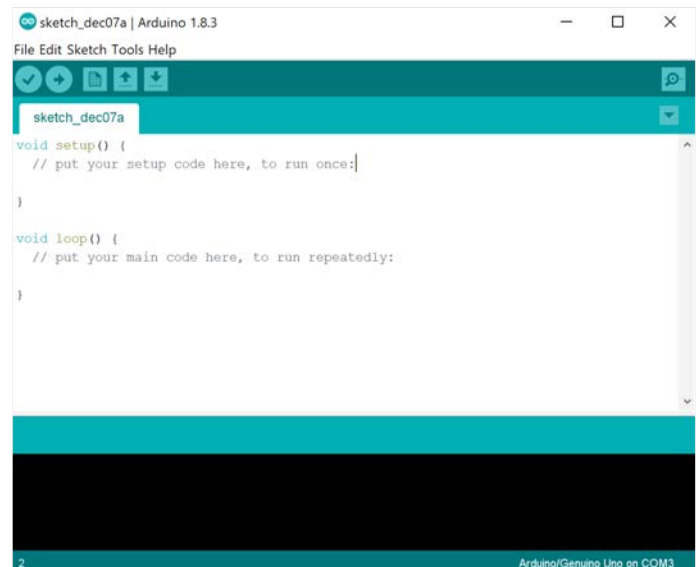 sketch_dec07a | Arduino 1.8.3
File Edit Sketch Tools Help
sketch_dec07a
void setup() {
  // put your setup code here, to run once:
}
void loop() {
  // put your main code here, to run repeatedly:
}
2
Arduino/Genuino Uno on COM3